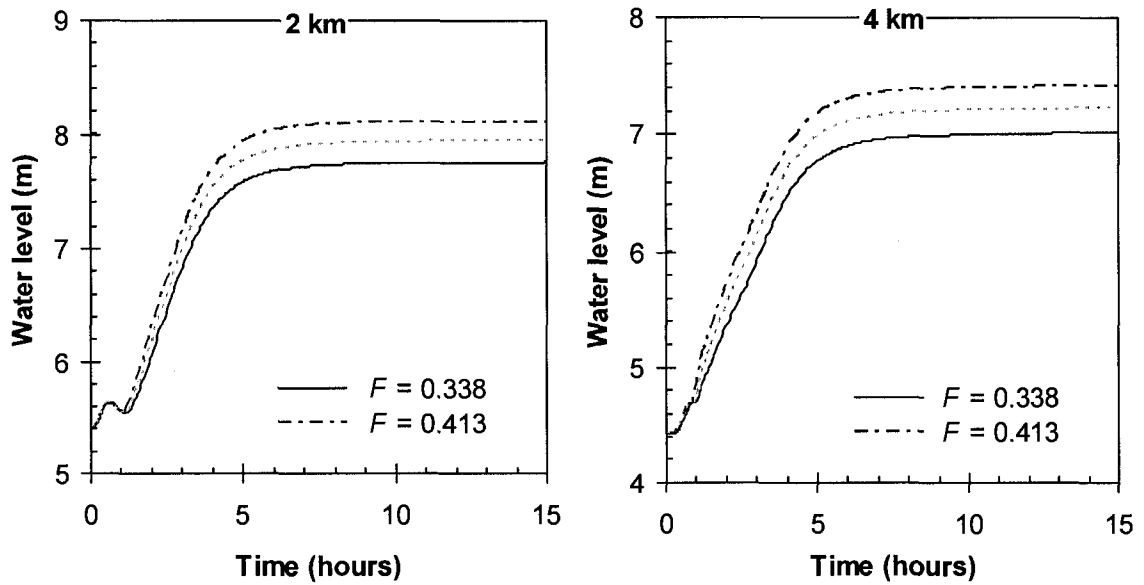 2 km
9
8
7
6
5
Water level (m)
F = 0.338
F = 0.413
0
5
10
15
Time (hours)
4 km
8
7
6
5
4
Water level (m)
F = 0.338
F = 0.413
0
5
10
15
Time (hours)